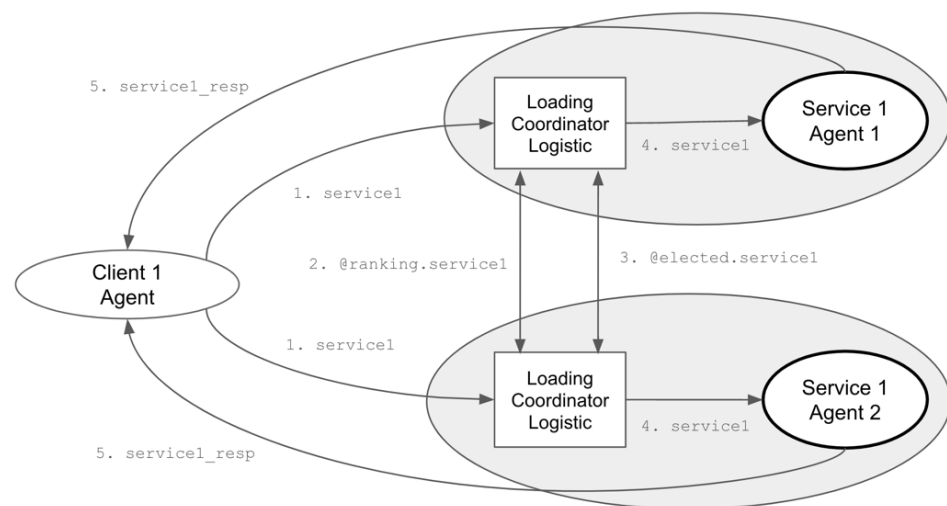 5. service1_resp
Loading
Coordinator
Logistic
Service 1
Agent 1
4. service1
1. service1
Client 1
Agent
2. @ranking.service1
3. @elected.service1
1. service1
Loading
Coordinator
Logistic
Service 1
Agent 2
4. service1
5. service1_resp